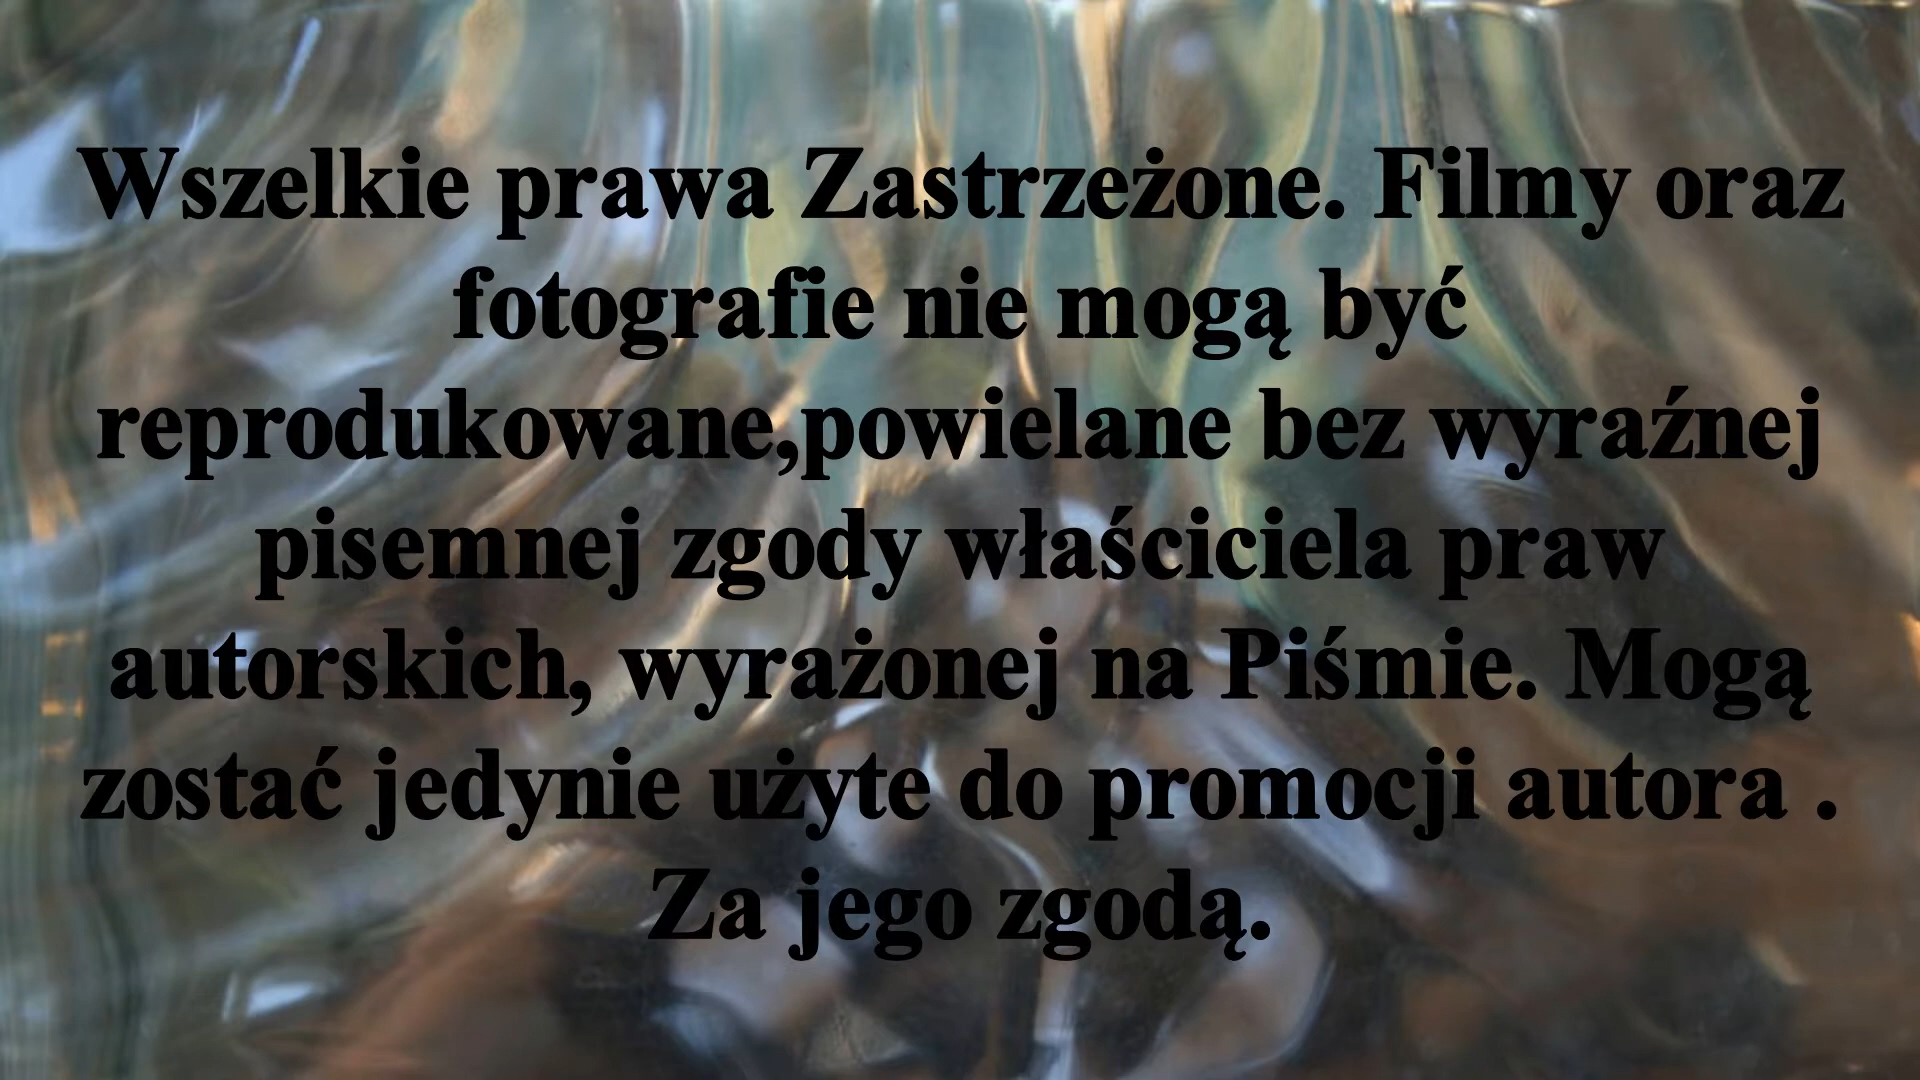 Wszelkie prawa Zastrzeżone. Filmy oraz
fotografie nie mogą być
reprodukowane,powielane bez wyraźnej
pisemnej zgody właściciela praw
autorskich, wyrażonej na Piśmie. Mogą
zostać jedynie użyte do promocji autora .
Za jego zgodą.